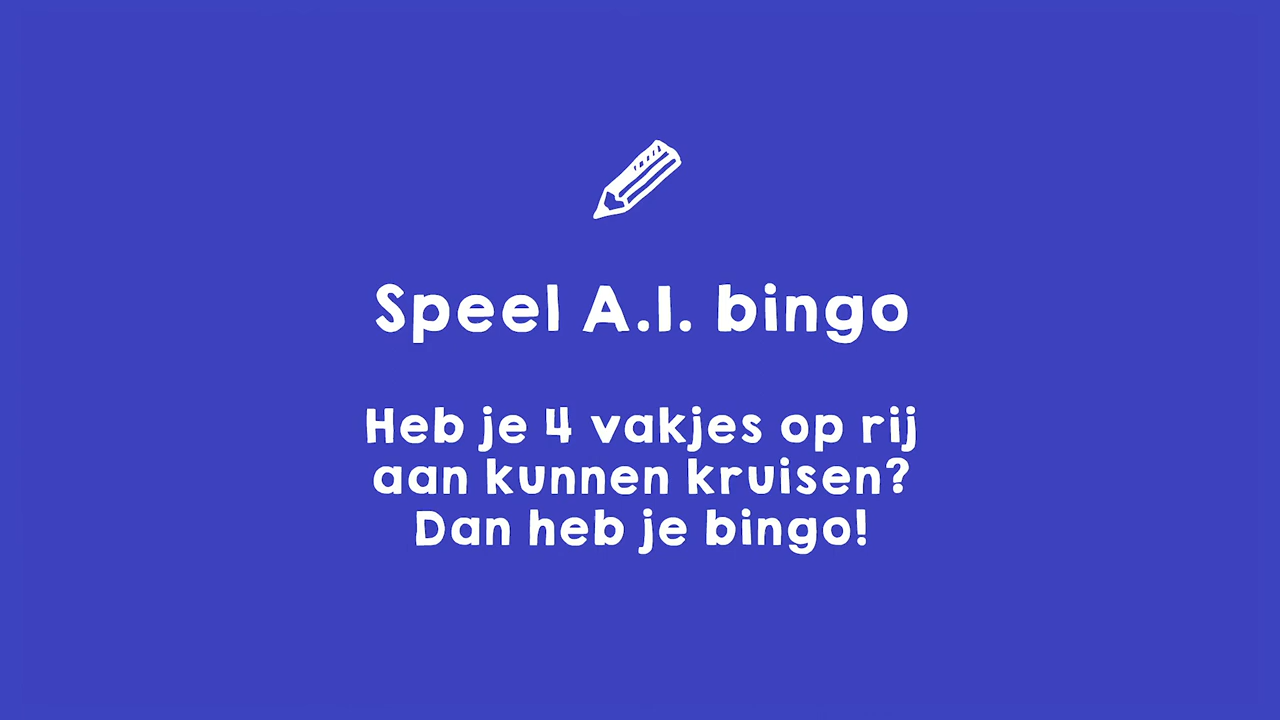 Speel A.I. bingo
Heb je 4 vakjes op rij
aan kunnen kruisen?
Dan heb je bingo!